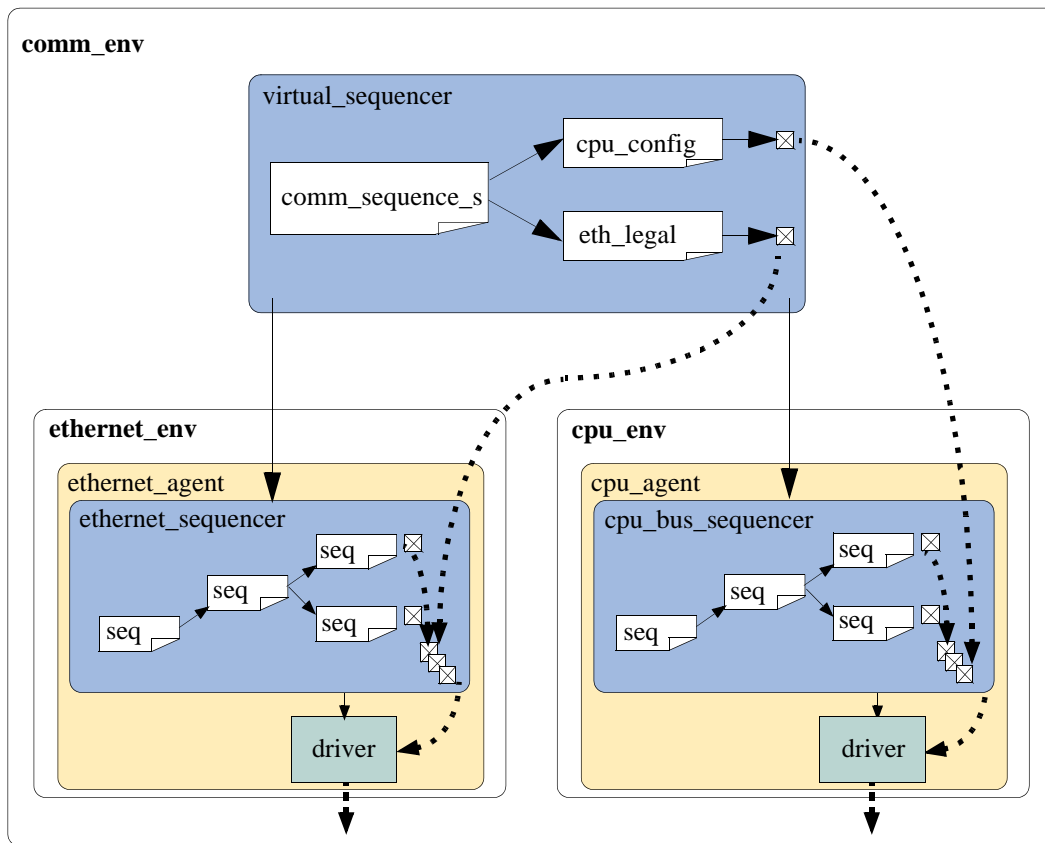 comm_env
virtual_sequencer
cpu_config
comm_sequence_s
eth_legal
ethernet_env
ethernet_agent
ethernet_sequencer
seq
seq
seq
seq
driver
cpu_env
cpu_agent
cpu_bus_sequencer
seq
seq
seq
seq
driver